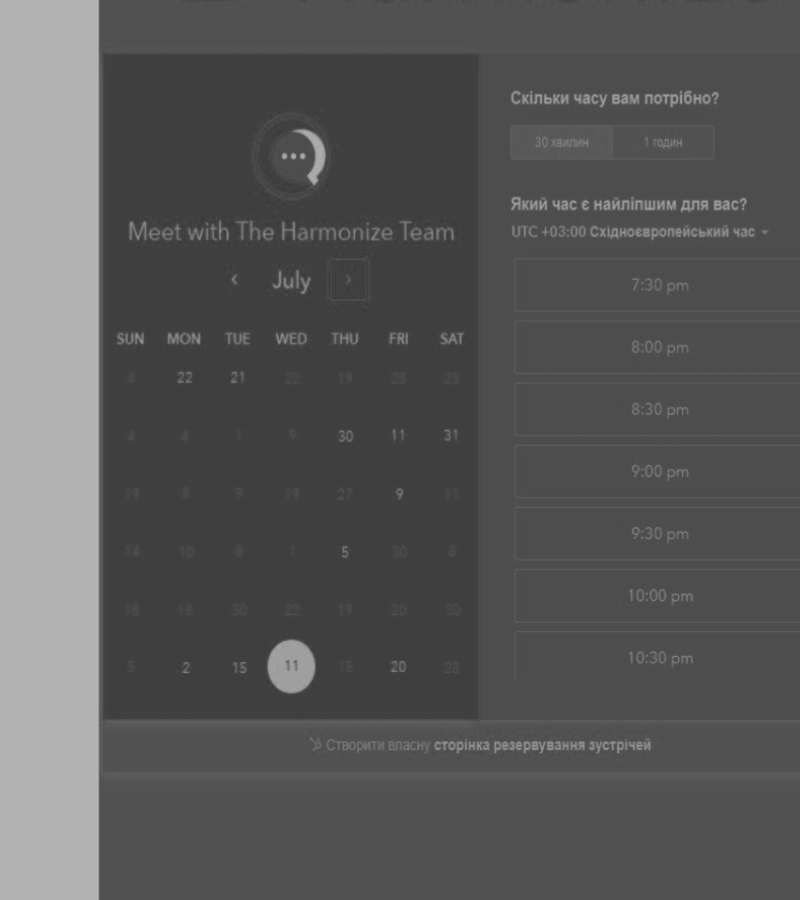 Meet with The Harmonize Team
‹ July ›
SUN MON TUE WED THU FRI SAT
22 21 22 19
4 4 1 9 30 11 31
19 8 9 19 27 9 11
14 10 8 1 5 30 8
18 18 30 22 19 20 30
5 2 15 11 15 20 28
Скільки часу вам потрібно?
30 хвилин 1 годин
Який час є найліпшим для вас?
UTC +03:00 Східноєвропейський час
7:30 pm
8:00 pm
8:30 pm
9:00 pm
9:30 pm
10:00 pm
10:30 pm
Створити власну сторінка резервування зустрічей